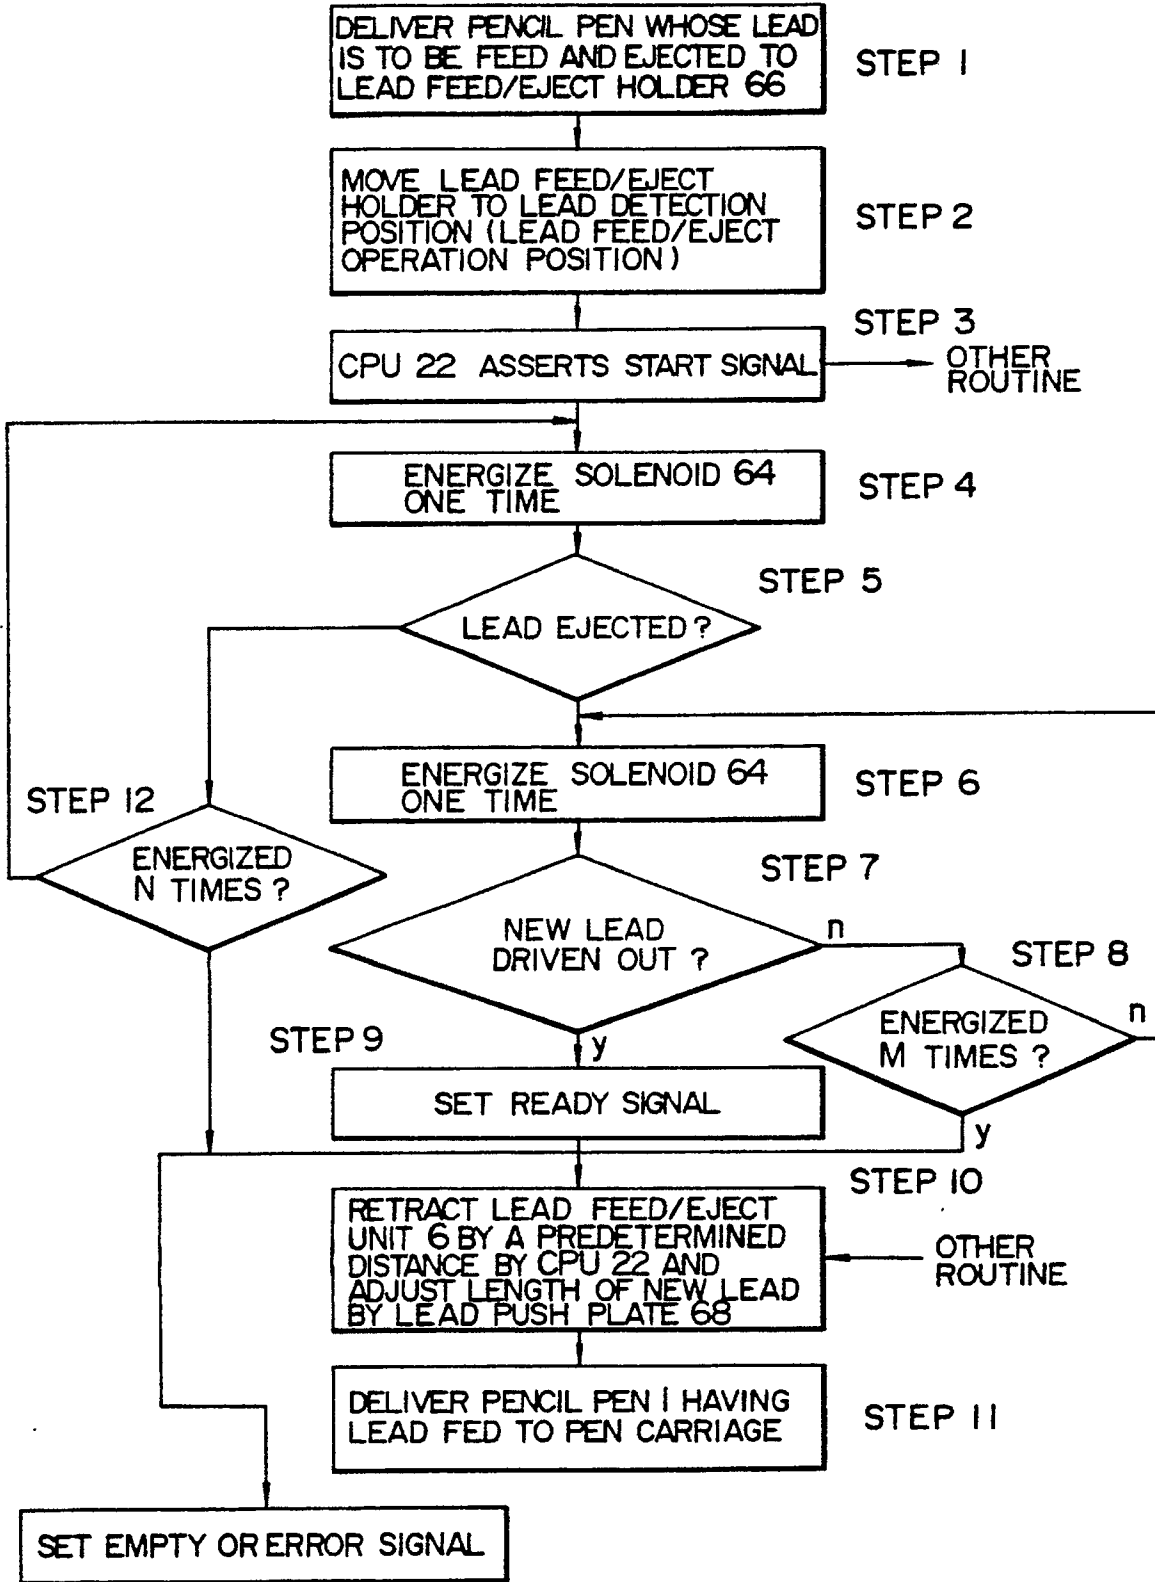 DELIVER PENCIL PEN WHOSE LEAD
IS TO BE FEED AND EJECTED TO
LEAD FEED/EJECT HOLDER 66
STEP 1
MOVE LEAD FEED/EJECT
HOLDER TO LEAD DETECTION
POSITION (LEAD FEED/EJECT
OPERATION POSITION)
STEP 2
STEP 3
CPU 22 ASSERTS START SIGNAL
OTHER
ROUTINE
ENERGIZE SOLENOID 64
ONE TIME
STEP 4
STEP 5
LEAD EJECTED?
ENERGIZE SOLENOID 64
ONE TIME
STEP 6
STEP 12
ENERGIZED
N TIMES?
STEP 7
NEW LEAD
DRIVEN OUT ?
n
STEP 8
ENERGIZED
M TIMES ?
n
y
STEP 9
y
SET READY SIGNAL
STEP 10
RETRACT LEAD FEED/EJECT
UNIT 6 BY A PREDETERMINED
DISTANCE BY CPU 22 AND
ADJUST LENGTH OF NEW LEAD
BY LEAD PUSH PLATE 68
OTHER
ROUTINE
DELIVER PENCIL PEN 1 HAVING
LEAD FED TO PEN CARRIAGE
STEP 11
SET EMPTY OR ERROR SIGNAL